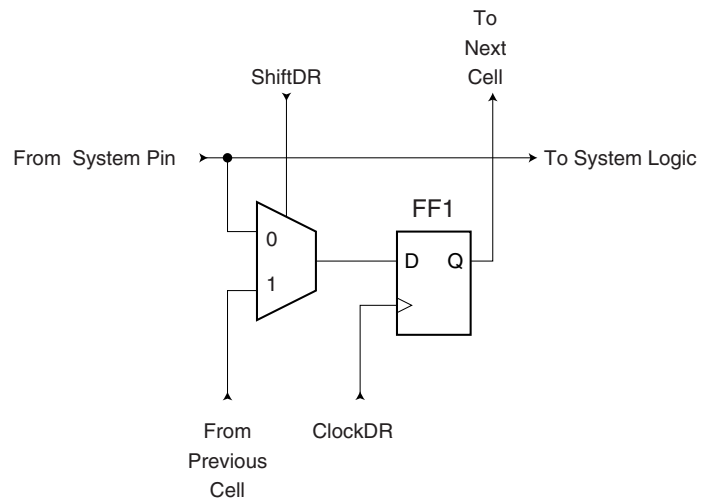 To
Next
Cell
ShiftDR
From System Pin
To System Logic
FF1
0
D Q
1
From
Previous
Cell
ClockDR